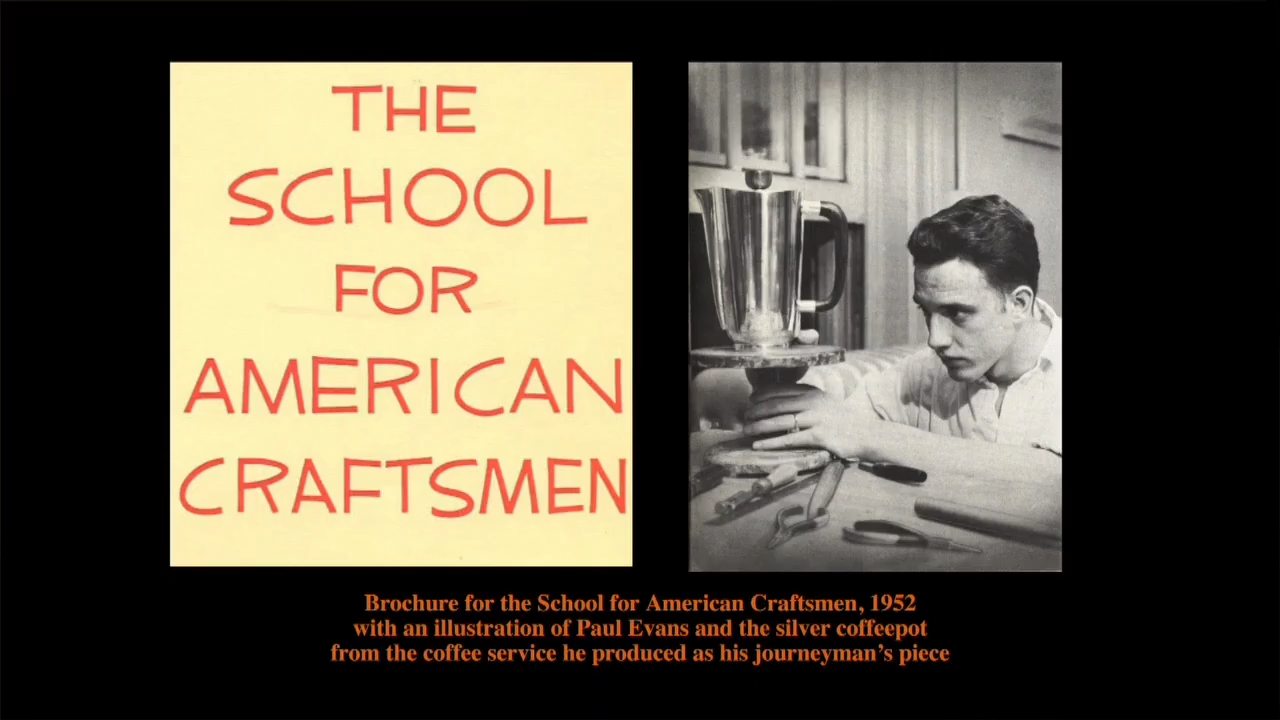 THE
SCHOOL
FOR
AMERICAN
CRAFTSMEN
Brochure for the School for American Craftsmen, 1952
with an illustration of Paul Evans and the silver coffeepot
from the coffee service he produced as his journeyman’s piece